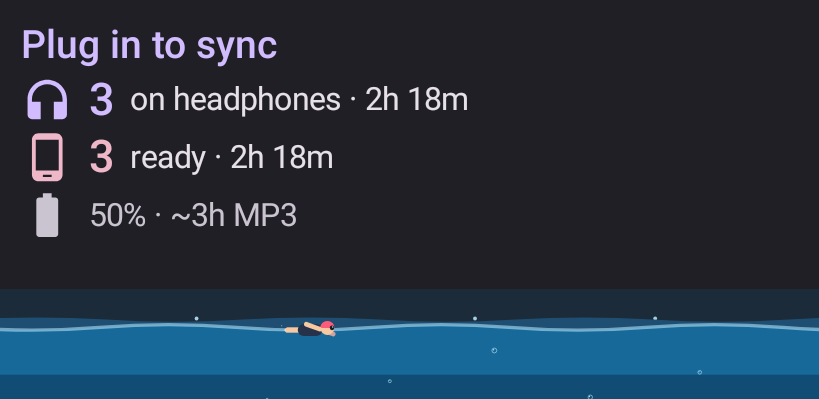 Plug in to sync
3 on headphones · 2h 18m
3 ready · 2h 18m
50% · ~3h MP3